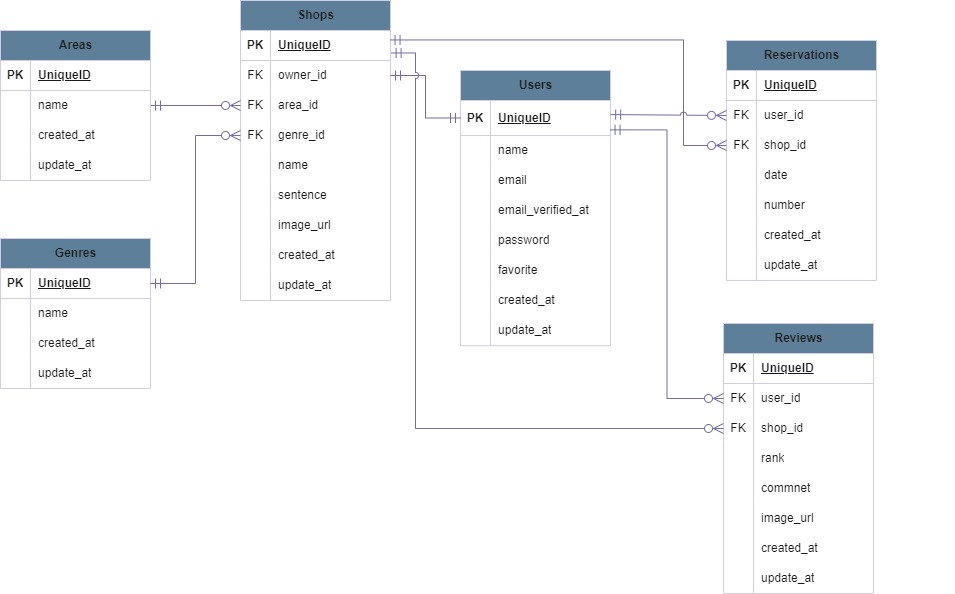 Areas
PK UniqueID
name
created_at
update_at
Genres
PK UniqueID
name
created_at
update_at
Shops
PK UniqueID
FK owner_id
FK area_id
FK genre_id
name
sentence
image_url
created_at
update_at
Users
PK UniqueID
name
email
email_verified_at
password
favorite
created_at
update_at
Reservations
PK UniqueID
FK user_id
FK shop_id
date
number
created_at
update_at
Reviews
PK UniqueID
FK user_id
FK shop_id
rank
commnet
image_url
created_at
update_at